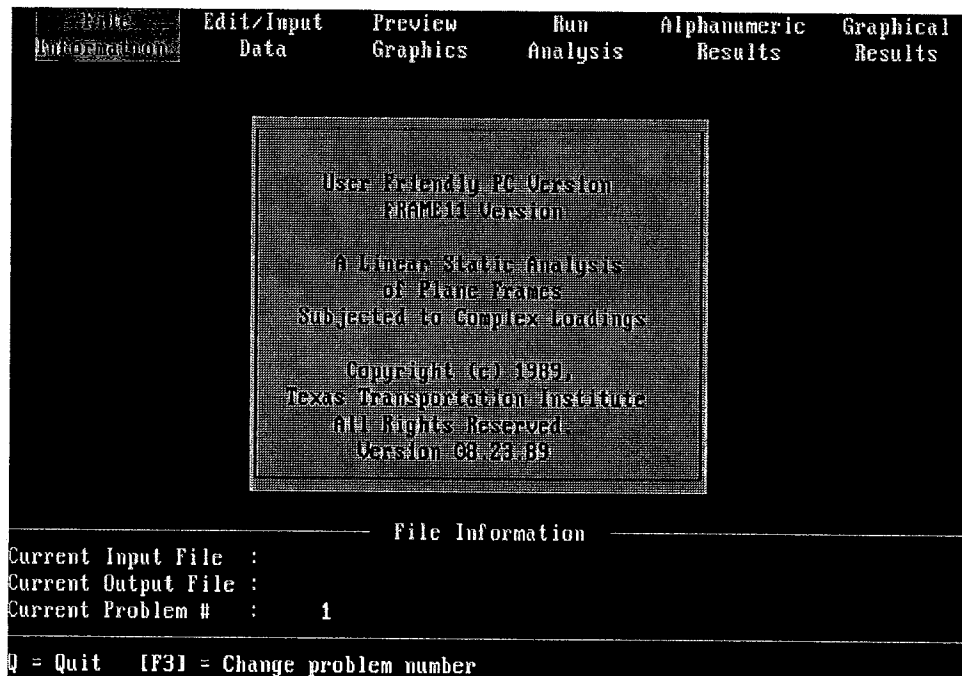 File Information
Edit/Input Data
Preview Graphics
Run Analysis
Alphanumeric Results
Graphical Results
User Friendly PC Version
FRAME11 Version
A Linear Static Analysis
of Plane Frames
Subjected to Complex Loadings
Copyright (c) 1989,
Texas Transportation Institute
All Rights Reserved.
Version 08.23.89
File Information
Current Input File :
Current Output File :
Current Problem # : 1
Q = Quit [F3] = Change problem number